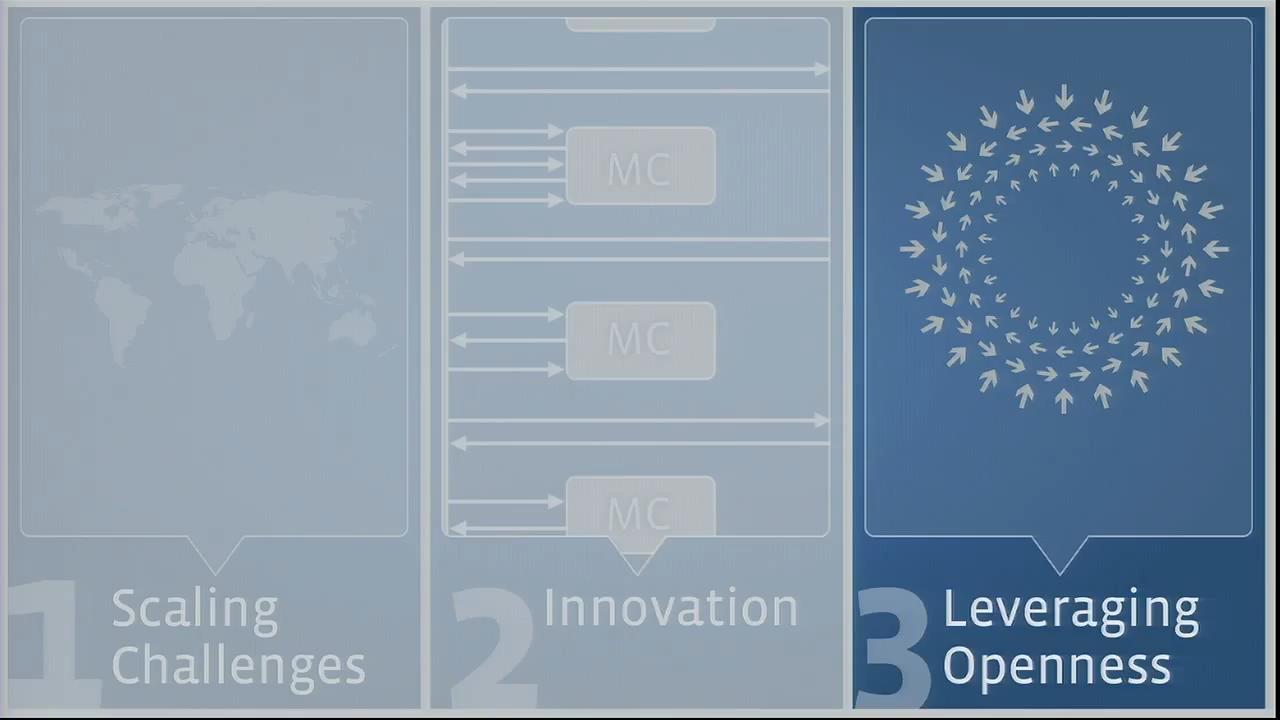 MC
MC
MC
1
Scaling
Challenges
2
Innovation
3
Leveraging
Openness